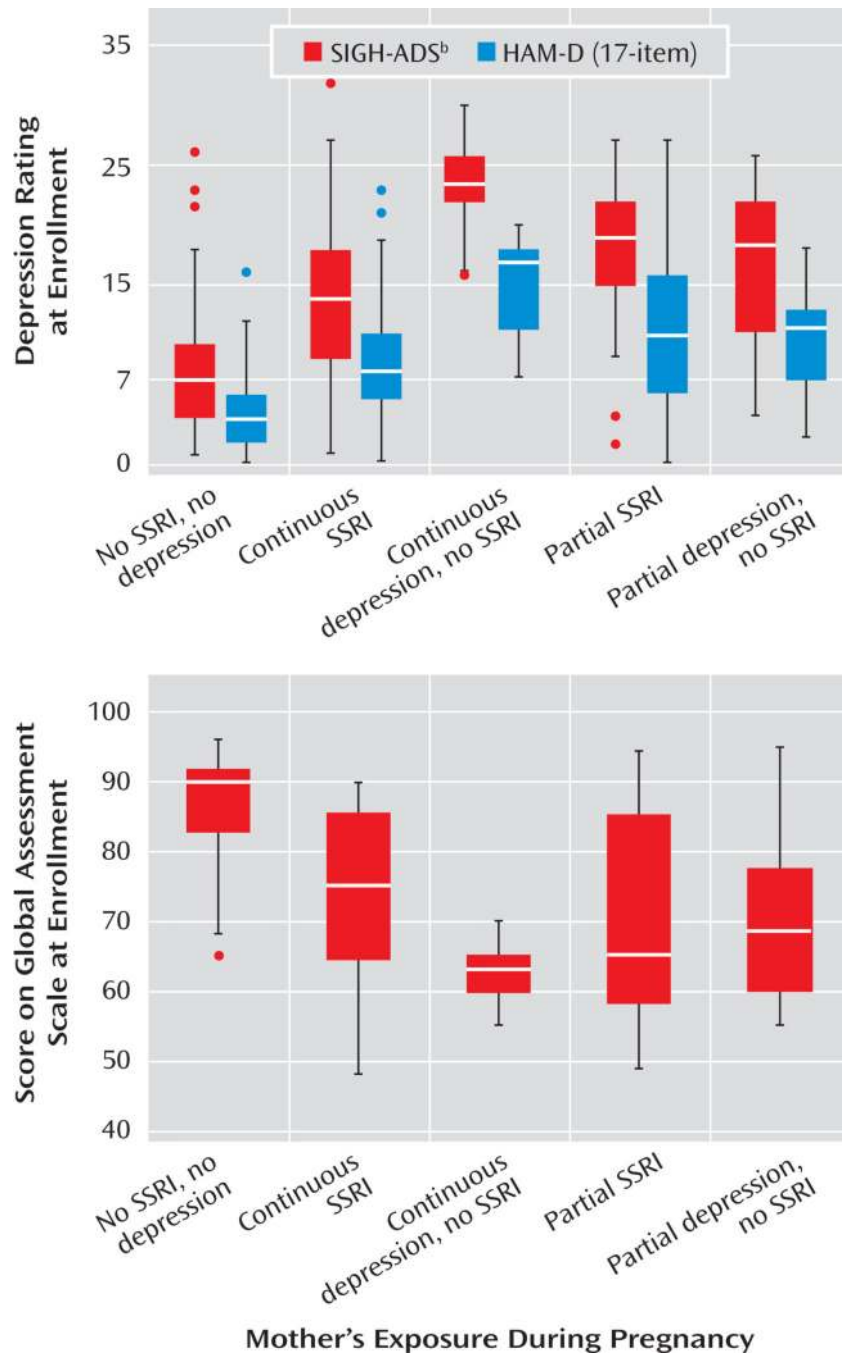 SIGH-ADSᵇ HAM-D (17-item)
Depression Rating
at Enrollment
35
25
15
7
0
No SSRI, no
depression
Continuous
SSRI
Continuous
depression, no SSRI
Partial SSRI
Partial depression,
no SSRI
Score on Global Assessment
Scale at Enrollment
100
90
80
70
60
50
40
No SSRI, no
depression
Continuous
SSRI
Continuous
depression, no SSRI
Partial SSRI
Partial depression,
no SSRI
Mother's Exposure During Pregnancy